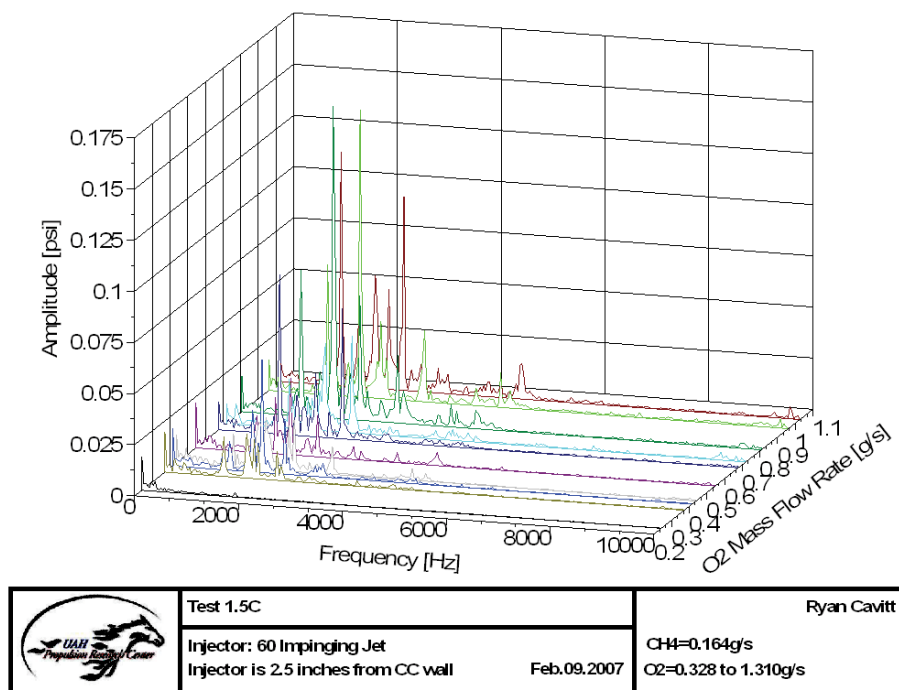 0.175
0.15
0.125
0.1
0.075
0.05
0.025
0
Amplitude [psi]
0
2000
4000
6000
8000
10000
Frequency [Hz]
0.2
0.3
0.4
0.5
0.6
0.7
0.8
0.9
1
1.1
O2 Mass Flow Rate [g/s]
UAH
Propulsion Research Center
Test 1.5C
Injector: 60 Impinging Jet
Injector is 2.5 inches from CC wall
Feb.09.2007
Ryan Cavitt
CH4=0.164g/s
O2=0.328 to 1.310g/s